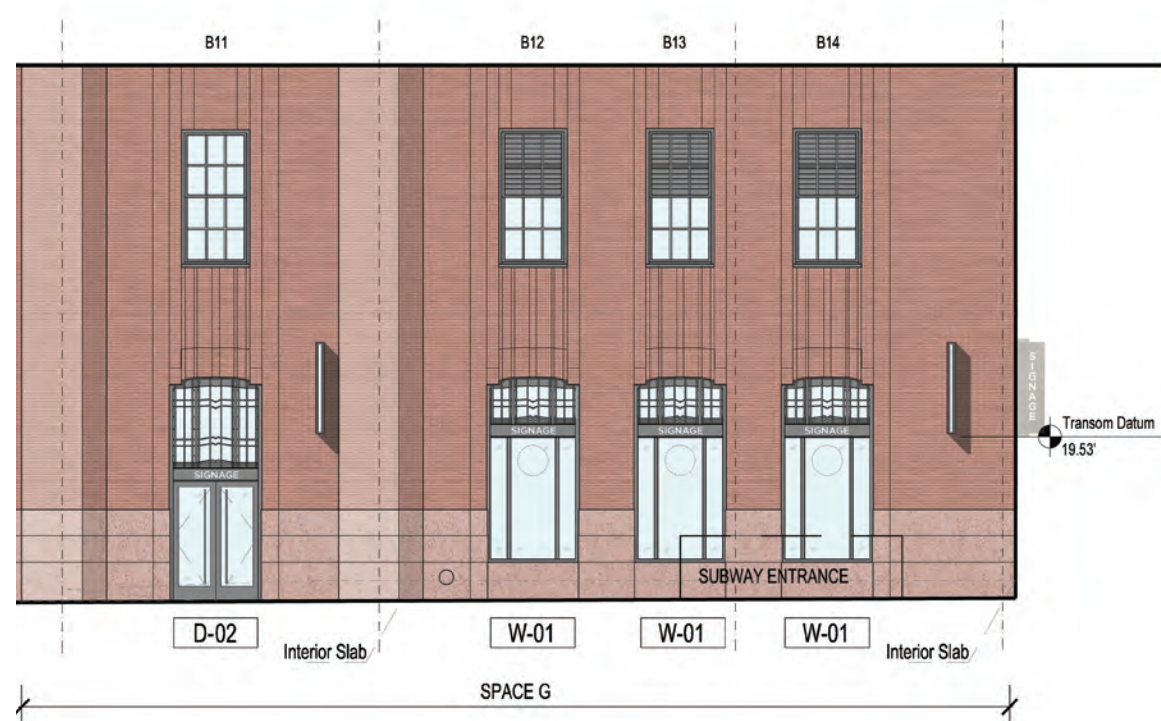 B11
B12
B13
B14
SIGNAGE
Transom Datum
19.53'
SIGNAGE
SIGNAGE
SIGNAGE
SIGNAGE
SUBWAY ENTRANCE
D-02
W-01
W-01
W-01
Interior Slab
Interior Slab
SPACE G